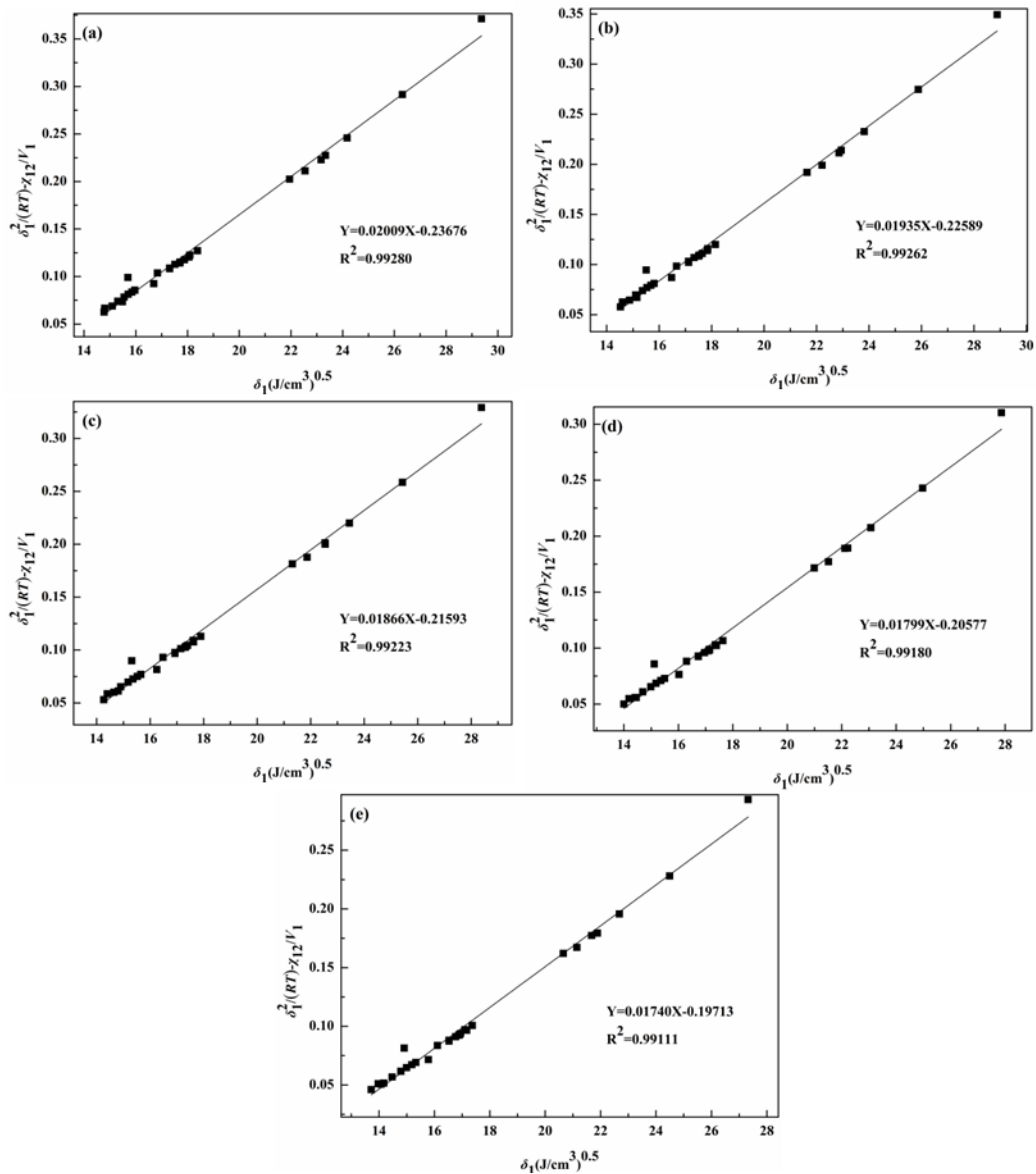 (a)
0.35
0.30
0.25
0.20
0.15
0.10
0.05
δ₁²/(RT)-χ₁₂/V₁
Y=0.02009X-0.23676
R²=0.99280
14 16 18 20 22 24 26 28 30
δ₁(J/cm³)⁰·⁵
(b)
0.35
0.30
0.25
0.20
0.15
0.10
0.05
δ₁²/(RT)-χ₁₂/V₁
Y=0.01935X-0.22589
R²=0.99262
14 16 18 20 22 24 26 28 30
δ₁(J/cm³)⁰·⁵
(c)
0.30
0.25
0.20
0.15
0.10
0.05
δ₁²/(RT)-χ₁₂/V₁
Y=0.01866X-0.21593
R²=0.99223
14 16 18 20 22 24 26 28
δ₁(J/cm³)⁰·⁵
(d)
0.30
0.25
0.20
0.15
0.10
0.05
δ₁²/(RT)-χ₁₂/V₁
Y=0.01799X-0.20577
R²=0.99180
14 16 18 20 22 24 26 28
δ₁(J/cm³)⁰·⁵
(e)
0.25
0.20
0.15
0.10
0.05
δ₁²/(RT)-χ₁₂/V₁
Y=0.01740X-0.19713
R²=0.99111
14 16 18 20 22 24 26 28
δ₁(J/cm³)⁰·⁵